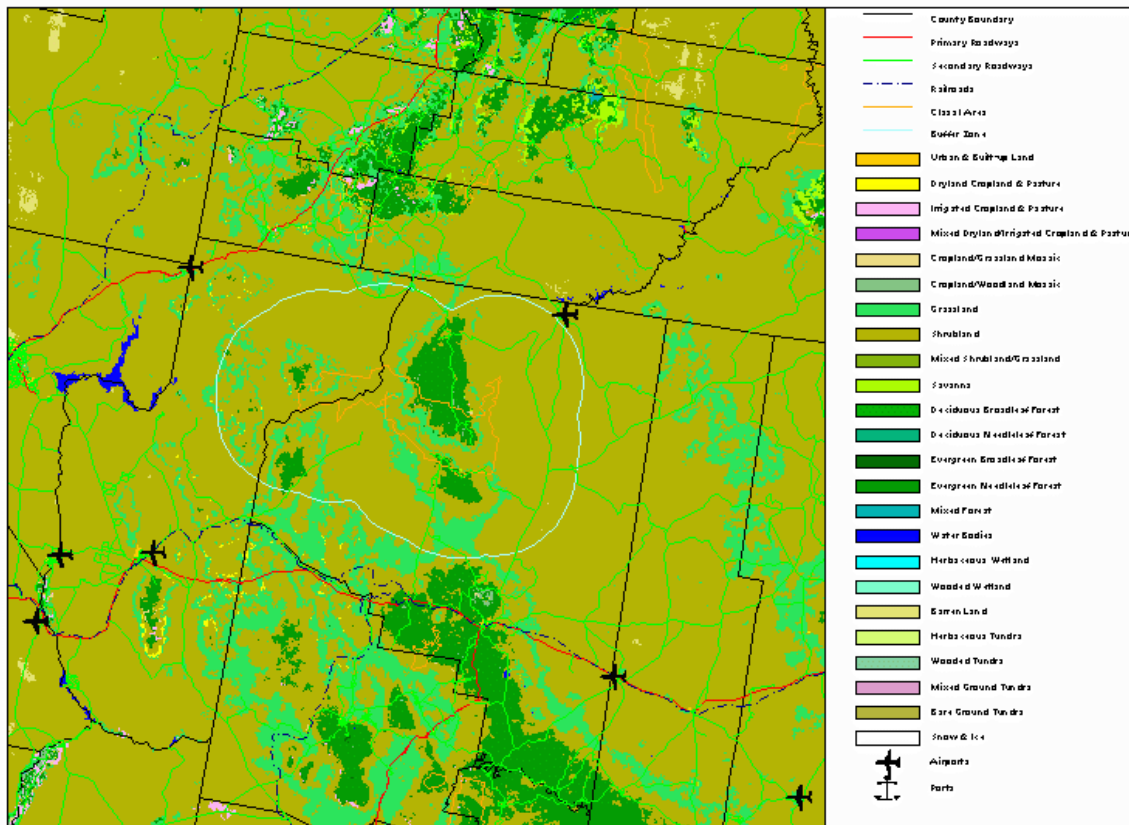 County Boundary
Primary Roadways
Secondary Roadways
Railroads
Class I Area
Buffer Zone
Urban & Built-up Land
Dryland Cropland & Pasture
Irrigated Cropland & Pasture
Mixed Dryland/Irrigated Cropland & Pastur
Cropland/Grassland Mosaic
Cropland/Woodland Mosaic
Grassland
Shrubland
Mixed Shrubland/Grassland
Savanna
Deciduous Broadleaf Forest
Deciduous Needleleaf Forest
Evergreen Broadleaf Forest
Evergreen Needleleaf Forest
Mixed Forest
Water Bodies
Herbaceous Wetland
Wooded Wetland
Barren Land
Herbaceous Tundra
Wooded Tundra
Mixed Ground Tundra
Bare Ground Tundra
Snow & Ice
Airports
Ports